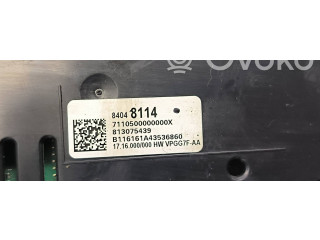 Ovoko
8404 8114
7110500000000X
813075439
B116161A43536860
17.16.000/000 HW VPGG7F-AA